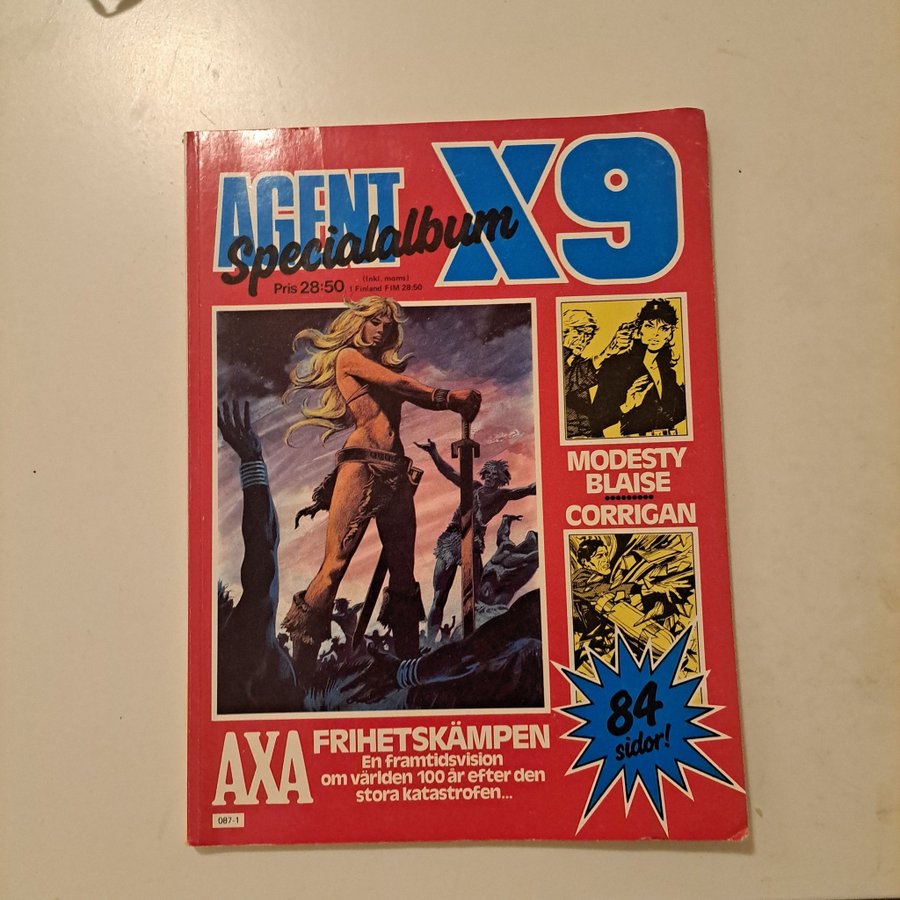 AGENT X9
Specialalbum
Pris 28:50 (Inkl. moms)
I Finland FIM 28:50
MODESTY
BLAISE
CORRIGAN
84
sidor!
AXA FRIHETSKÄMPEN
En framtidsvision
om världen 100 år efter den
stora katastrofen...
087-1